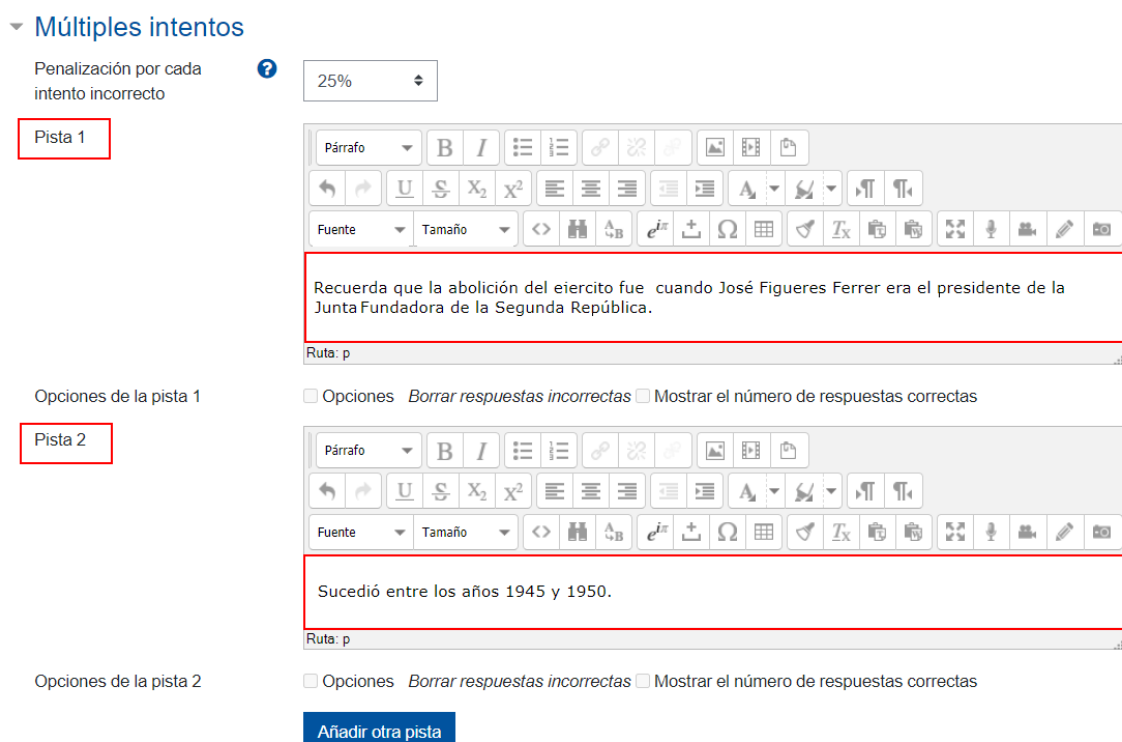 Múltiples intentos
Penalización por cada
intento incorrecto
25%
Pista 1
Párrafo
Fuente Tamaño
Recuerda que la abolición del ejercito fue cuando José Figueres Ferrer era el presidente de la
Junta Fundadora de la Segunda República.
Ruta: p
Opciones de la pista 1
Opciones Borrar respuestas incorrectas Mostrar el número de respuestas correctas
Pista 2
Párrafo
Fuente Tamaño
Sucedió entre los años 1945 y 1950.
Ruta: p
Opciones de la pista 2
Opciones Borrar respuestas incorrectas Mostrar el número de respuestas correctas
Añadir otra pista